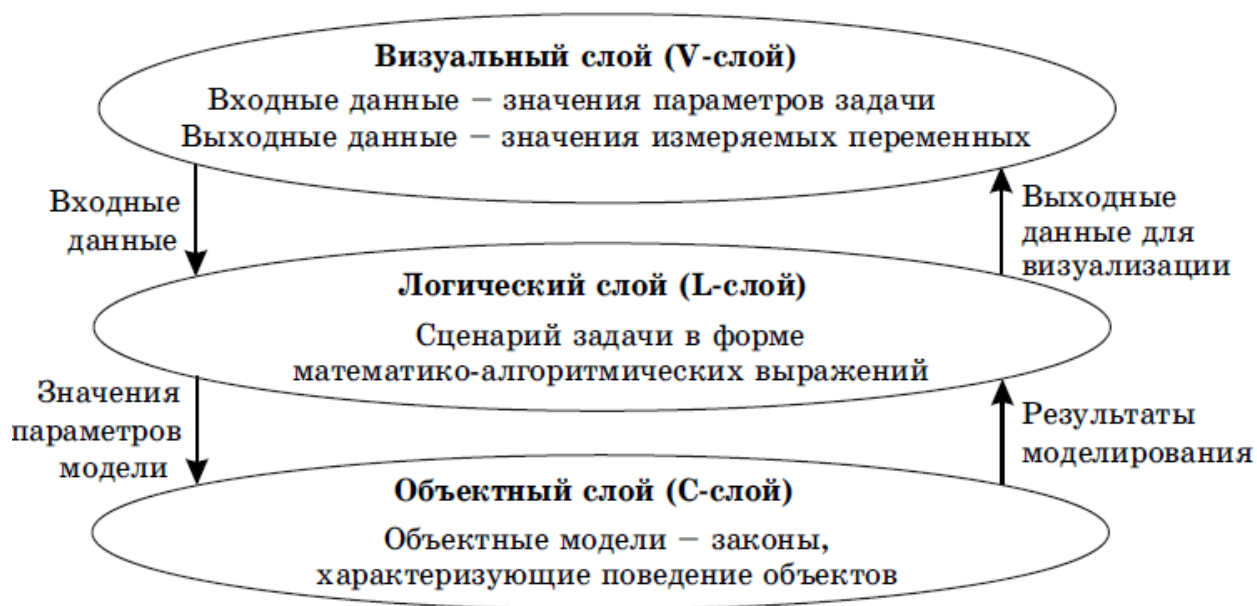 Визуальный слой (V-слой)
Входные данные – значения параметров задачи
Выходные данные – значения измеряемых переменных
Входные
данные
Выходные
данные для
визуализации
Логический слой (L-слой)
Сценарий задачи в форме
математико-алгоритмических выражений
Значения
параметров
модели
Результаты
моделирования
Объектный слой (С-слой)
Объектные модели – законы,
характеризующие поведение объектов